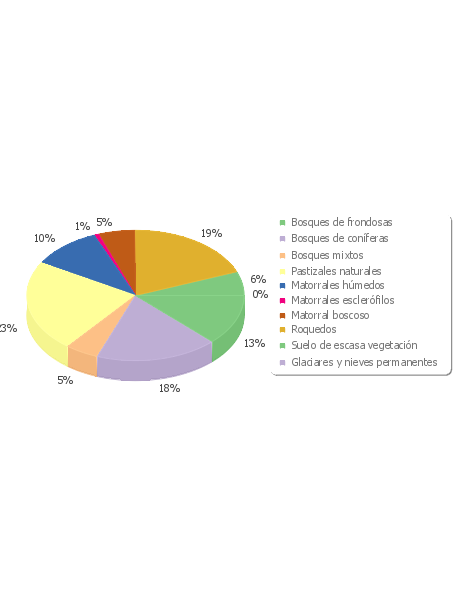 1%
5%
19%
10%
6%
0%
23%
13%
5%
18%
Bosques de frondosas
Bosques de coníferas
Bosques mixtos
Pastizales naturales
Matorrales húmedos
Matorrales esclerófilos
Matorral boscoso
Roquedos
Suelo de escasa vegetación
Glaciares y nieves permanentes